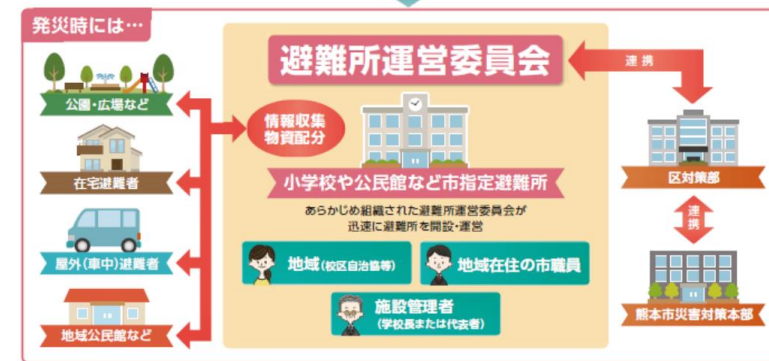 発災時には…
避難所運営委員会
連携
公園・広場など
情報収集
物資配分
在宅避難者
小学校や公民館など市指定避難所
区対策部
あらかじめ組織された避難所運営委員会が
迅速に避難所を開設・運営
連携
屋外(車中)避難者
地域(校区自治協等)
地域在住の市職員
施設管理者
(学校長または代表者)
地域公民館など
熊本市災害対策本部